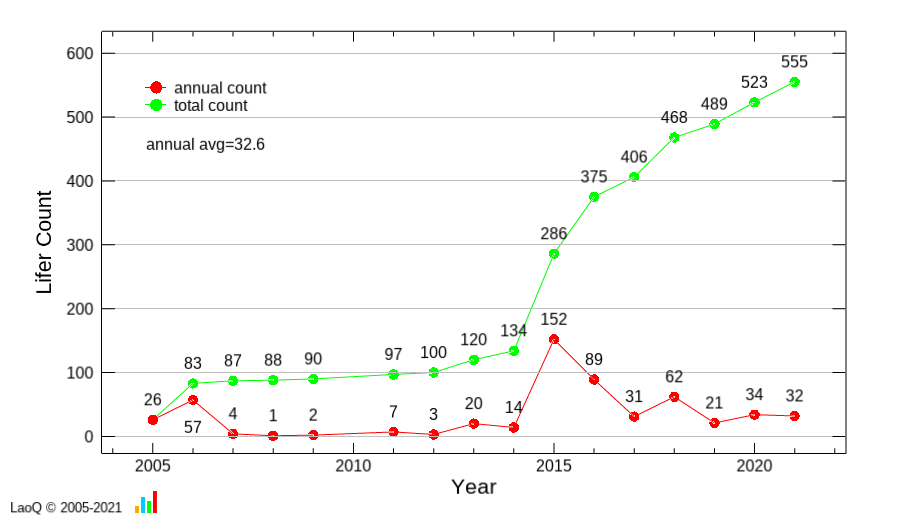 600
500
400
300
200
100
0
annual count
total count
annual avg=32.6
26 83 87 88 90 97 100 120 134 286 375 406 468 489 523 555
57 4 1 2 7 3 20 14 152 89 31 62 21 34 32
2005 2010 2015 2020
Lifer Count
Year
LaoQ © 2005-2021